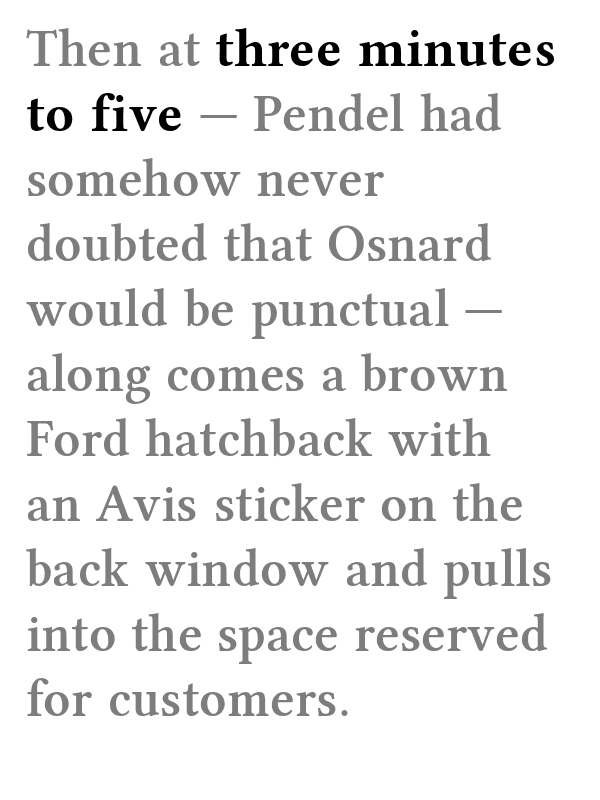 Then at three minutes
to five — Pendel had
somehow never
doubted that Osnard
would be punctual —
along comes a brown
Ford hatchback with
an Avis sticker on the
back window and pulls
into the space reserved
for customers.